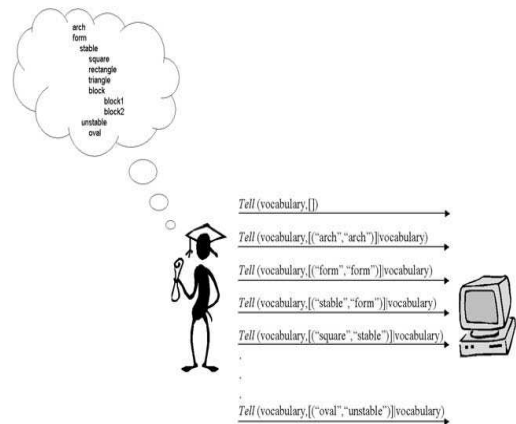 arch
form
stable
square
rectangle
triangle
block
block1
block2
unstable
oval
Tell (vocabulary,[])
Tell (vocabulary,[(“arch”,“arch”)]|vocabulary)
Tell (vocabulary,[(“form”,“form”)]|vocabulary)
Tell (vocabulary,[(“stable”,“form”)]|vocabulary)
Tell (vocabulary,[(“square”,“stable”)]|vocabulary)
.
.
.
Tell (vocabulary,[(“oval”,“unstable”)]|vocabulary)